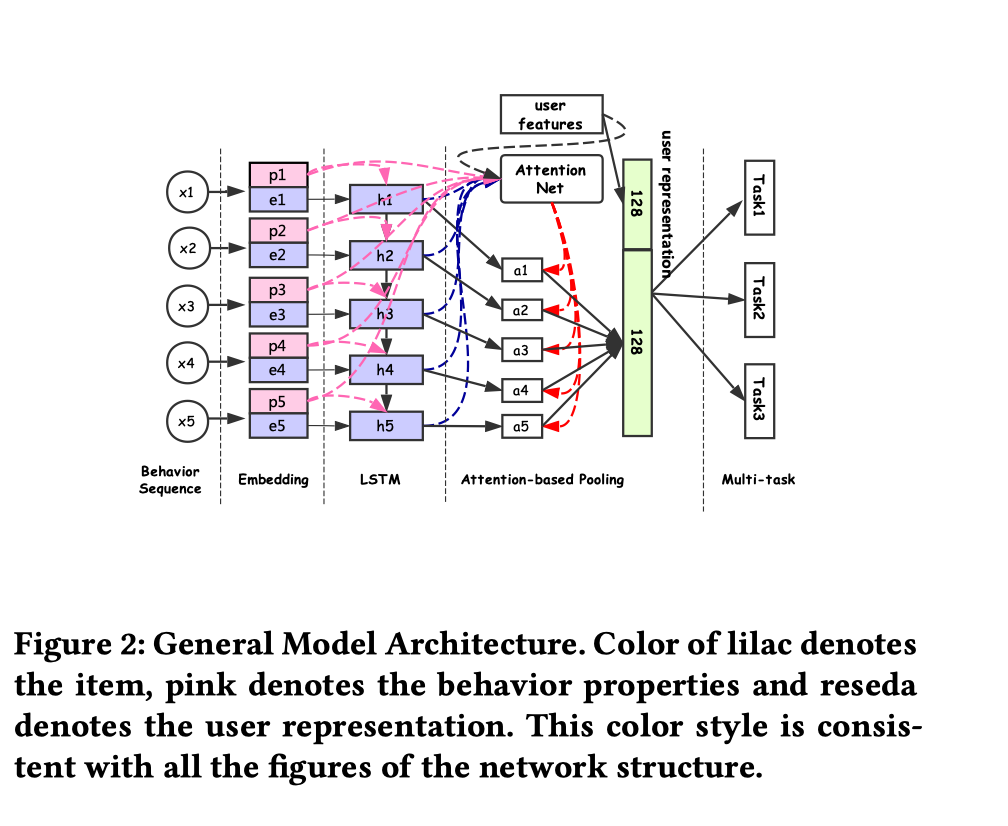 user
features
Attention
Net
user representation
128
128
x1
x2
x3
x4
x5
p1
e1
p2
e2
p3
e3
p4
e4
p5
e5
h1
h2
h3
h4
h5
a1
a2
a3
a4
a5
Task1
Task2
Task3
Behavior
Sequence
Embedding
LSTM
Attention-based Pooling
Multi-task
Figure 2: General Model Architecture. Color of lilac denotes
the item, pink denotes the behavior properties and reseda
denotes the user representation. This color style is consis-
tent with all the figures of the network structure.